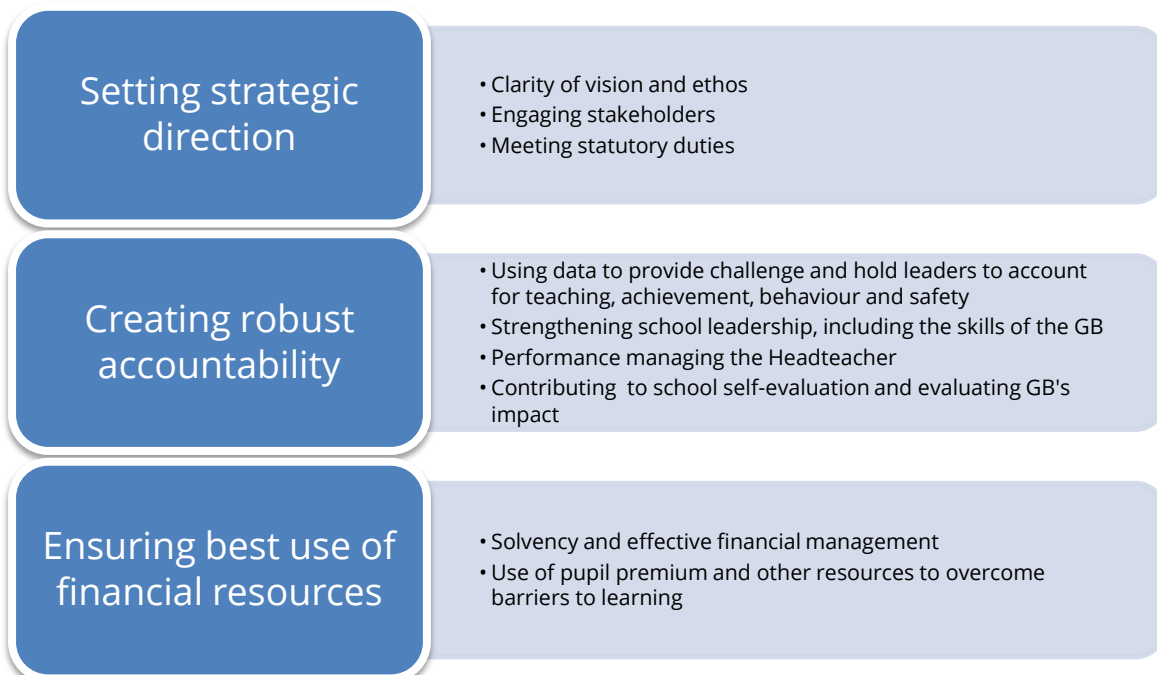 Setting strategic
direction
• Clarity of vision and ethos
• Engaging stakeholders
• Meeting statutory duties
Creating robust
accountability
• Using data to provide challenge and hold leaders to account
for teaching, achievement, behaviour and safety
• Strengthening school leadership, including the skills of the GB
• Performance managing the Headteacher
• Contributing  to school self-evaluation and evaluating GB's
impact
Ensuring best use of
financial resources
• Solvency and effective financial management
• Use of pupil premium and other resources to overcome
barriers to learning